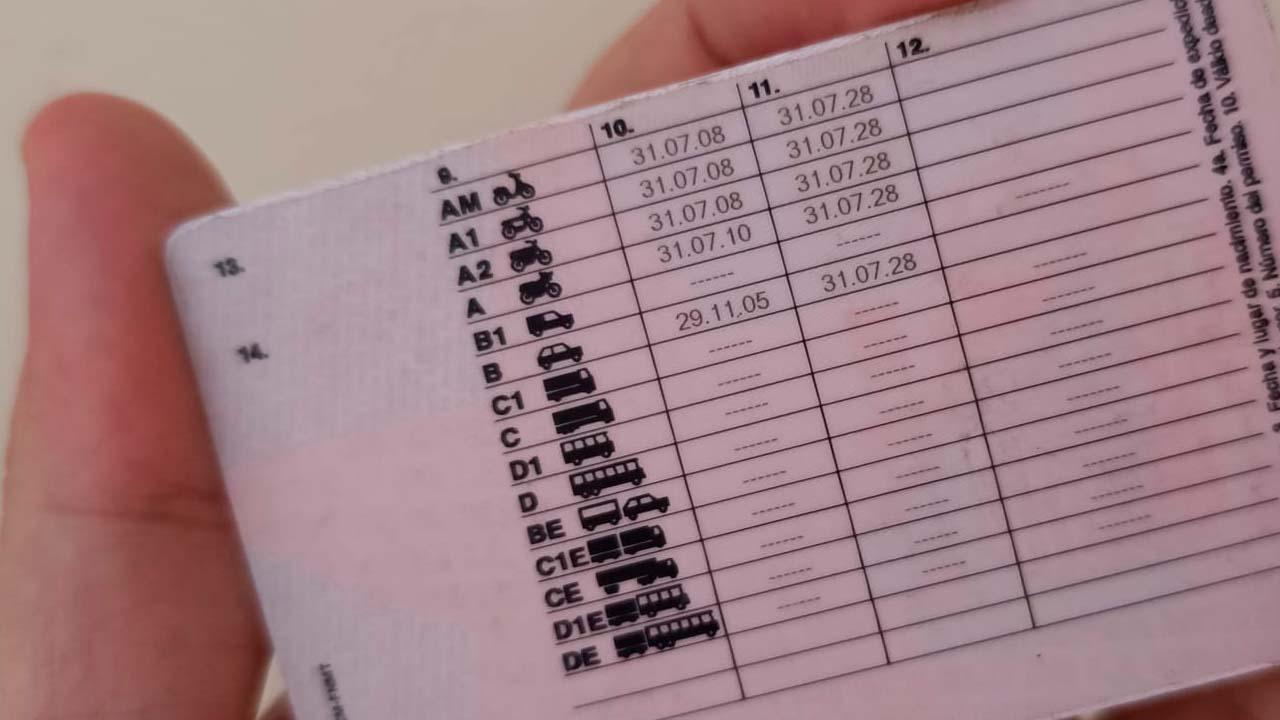 9. 10. 11. 12.
AM 31.07.08 31.07.28
A1 31.07.08 31.07.28
A2 31.07.08 31.07.28
A 31.07.10 31.07.28
B1 ------ ------ ------
B 29.11.05 31.07.28
C1 ------ ------ ------
C ------ ------ ------
D1 ------ ------ ------
D ------ ------ ------
BE ------ ------ ------
C1E ------ ------ ------
CE ------ ------ ------
D1E ------ ------ ------
DE ------ ------ ------
13.
14.
Fecha y lugar de nacimiento. 4a. Fecha de
5. Número del permiso. 10. Válido